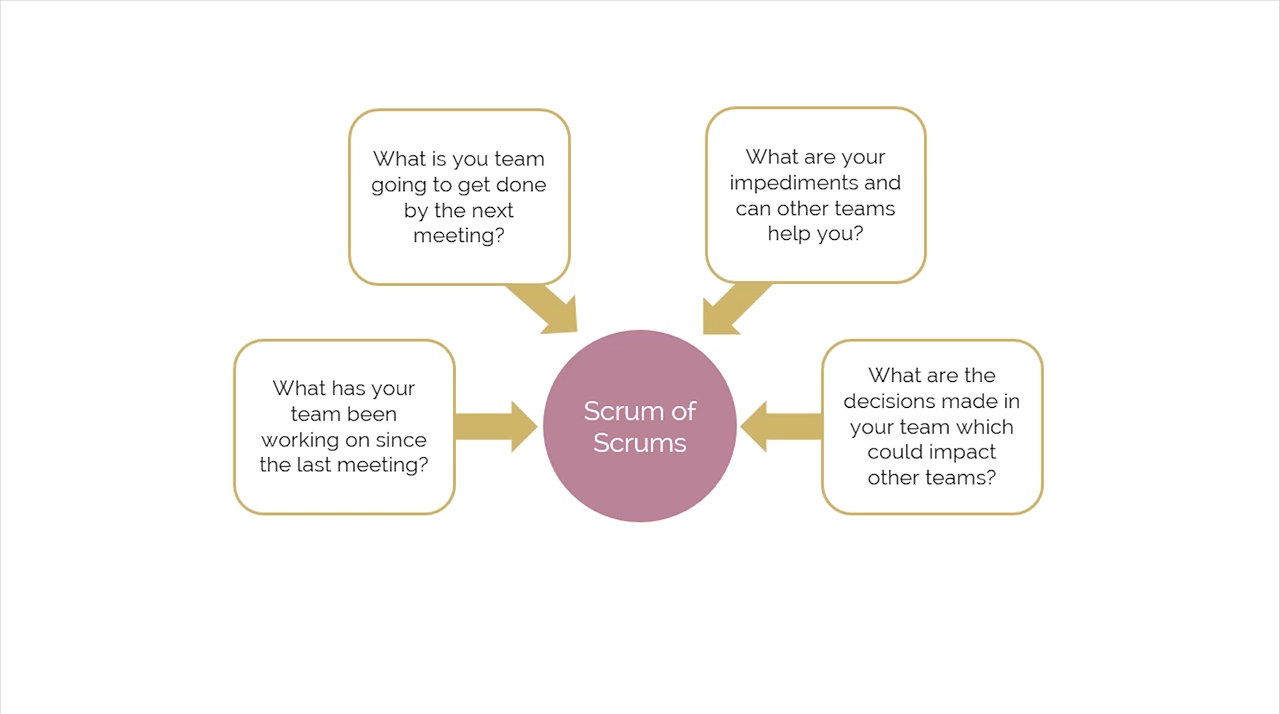 What is you team
going to get done
by the next
meeting?
What are your
impediments and
can other teams
help you?
What has your
team been
working on since
the last meeting?
Scrum of
Scrums
What are the
decisions made in
your team which
could impact
other teams?